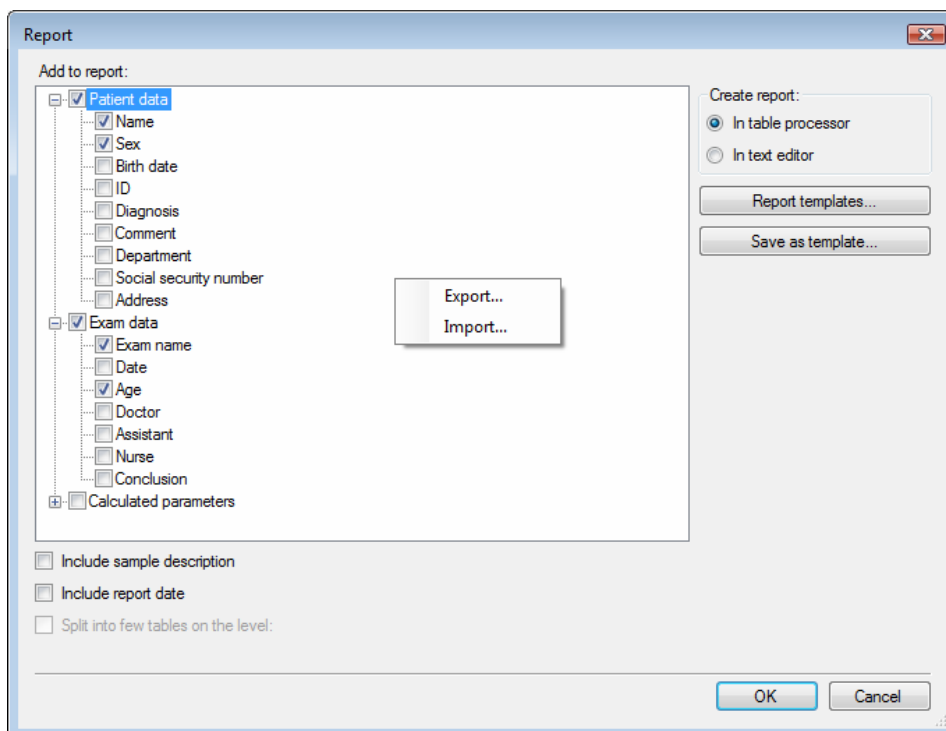 Report
Add to report:
Patient data
Name
Sex
Birth date
ID
Diagnosis
Comment
Department
Social security number
Address
Exam data
Exam name
Date
Age
Doctor
Assistant
Nurse
Conclusion
Calculated parameters
Export...
Import...
Create report:
In table processor
In text editor
Report templates...
Save as template...
Include sample description
Include report date
Split into few tables on the level:
OK
Cancel